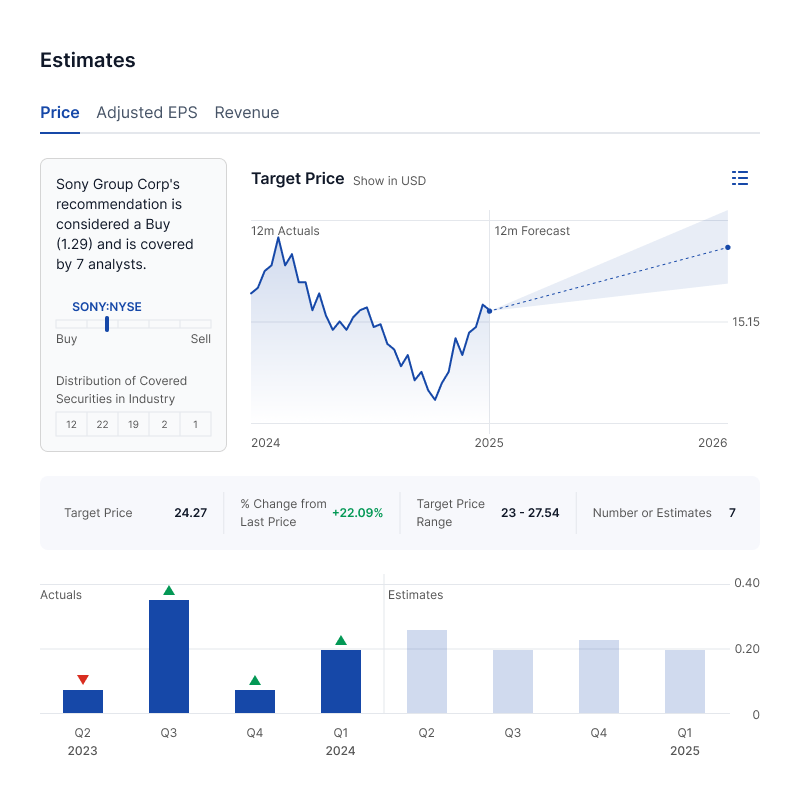 Estimates
Price Adjusted EPS Revenue
Sony Group Corp's
recommendation is
considered a Buy
(1.29) and is covered
by 7 analysts.
SONY:NYSE
Buy Sell
Distribution of Covered
Securities in Industry
12 22 19 2 1
Target Price Show in USD
12m Actuals 12m Forecast
15.15
2024 2025 2026
Target Price 24.27
% Change from
Last Price
+22.09%
Target Price
Range
23 - 27.54
Number or Estimates 7
0.40
Actuals Estimates
0.20
0
Q2 Q3 Q4 Q1 Q2 Q3 Q4 Q1
2023 2024 2025